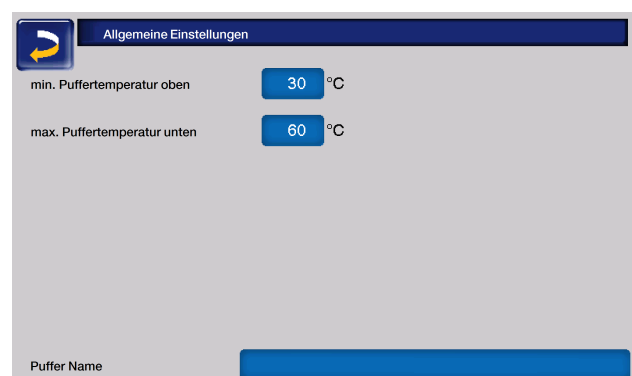 Allgemeine Einstellungen
min. Puffertemperatur oben 30 °C
max. Puffertemperatur unten 60 °C
Puffer Name